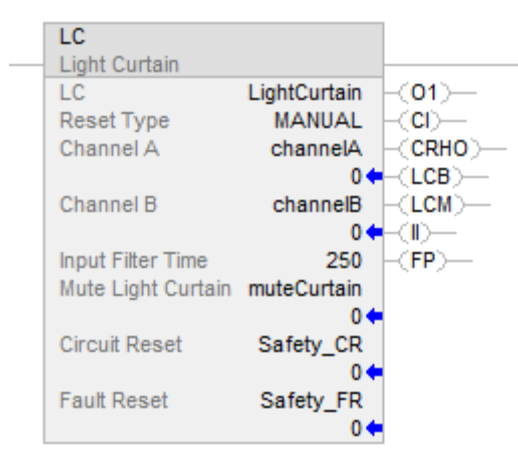 LC
Light Curtain
LC LightCurtain (O1)
Reset Type MANUAL (CI)
Channel A channelA (CRHO)
0 (LCB)
Channel B channelB (LCM)
0 (II)
Input Filter Time 250 (FP)
Mute Light Curtain muteCurtain
0
Circuit Reset Safety_CR
0
Fault Reset Safety_FR
0